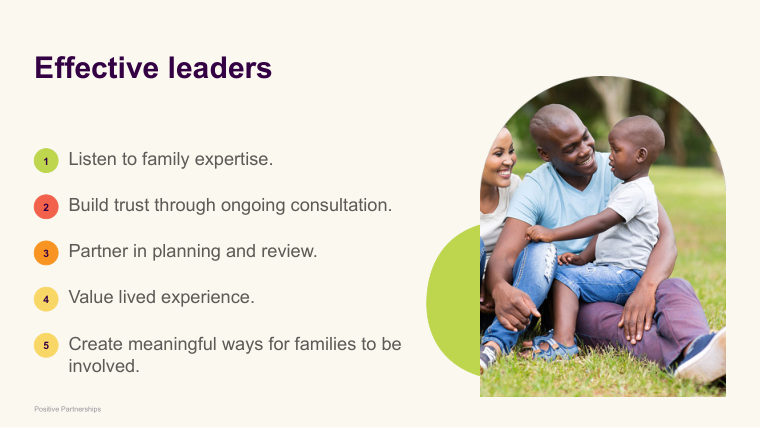 Effective leaders
1 Listen to family expertise.
2 Build trust through ongoing consultation.
3 Partner in planning and review.
4 Value lived experience.
5 Create meaningful ways for families to be
involved.
Positive Partnerships